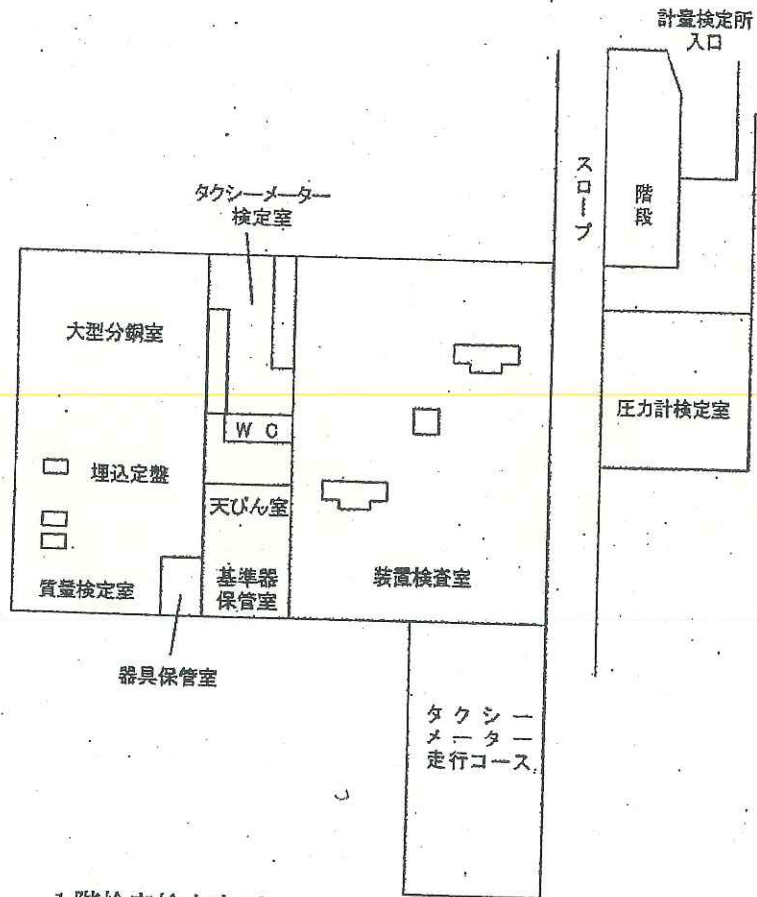 計量検定所
入口
スロープ
階段
タクシーメーター
検定室
大型分銅室
圧力計検定室
WC
埋込定盤
天びん室
質量検定室
基準器
保管室
装置検査室
器具保管室
タクシー
メーター
走行コース